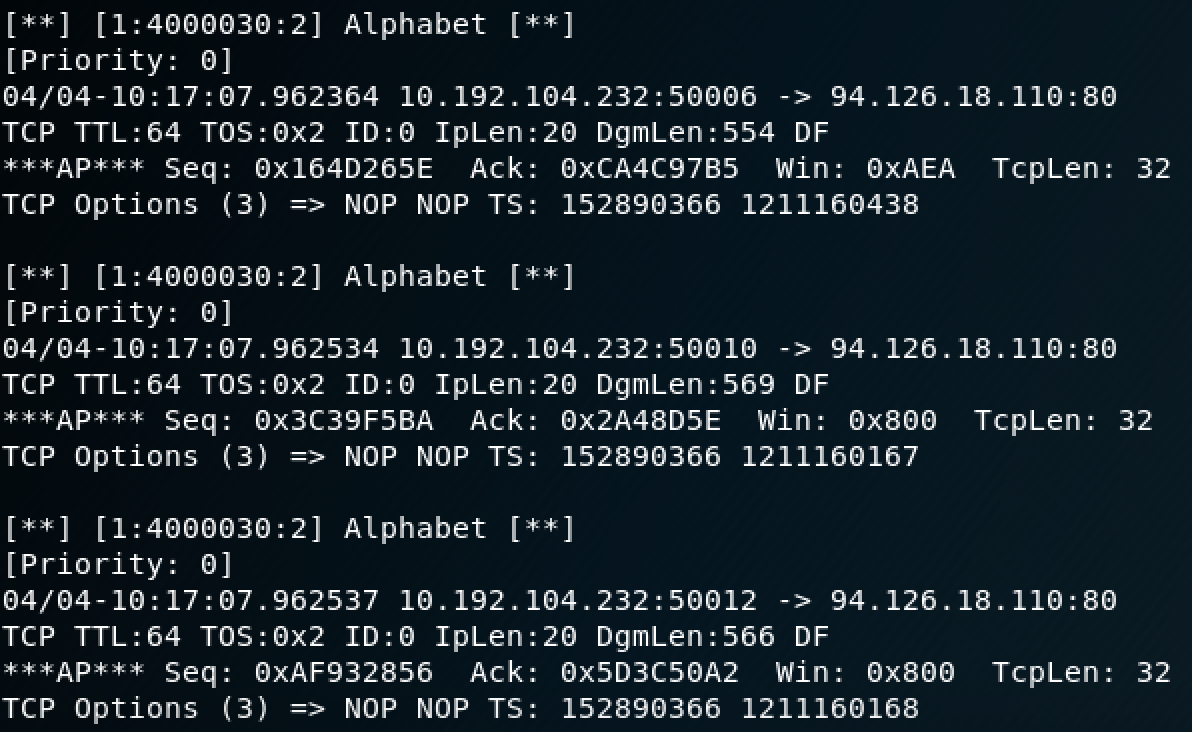 [**] [1:4000030:2] Alphabet [**]
[Priority: 0]
04/04-10:17:07.962364 10.192.104.232:50006 -> 94.126.18.110:80
TCP TTL:64 TOS:0x2 ID:0 IpLen:20 DgmLen:554 DF
***AP*** Seq: 0x164D265E  Ack: 0xCA4C97B5  Win: 0xAEA  TcpLen: 32
TCP Options (3) => NOP NOP TS: 152890366 1211160438

[**] [1:4000030:2] Alphabet [**]
[Priority: 0]
04/04-10:17:07.962534 10.192.104.232:50010 -> 94.126.18.110:80
TCP TTL:64 TOS:0x2 ID:0 IpLen:20 DgmLen:569 DF
***AP*** Seq: 0x3C39F5BA  Ack: 0x2A48D5E  Win: 0x800  TcpLen: 32
TCP Options (3) => NOP NOP TS: 152890366 1211160167

[**] [1:4000030:2] Alphabet [**]
[Priority: 0]
04/04-10:17:07.962537 10.192.104.232:50012 -> 94.126.18.110:80
TCP TTL:64 TOS:0x2 ID:0 IpLen:20 DgmLen:566 DF
***AP*** Seq: 0xAF932856  Ack: 0x5D3C50A2  Win: 0x800  TcpLen: 32
TCP Options (3) => NOP NOP TS: 152890366 1211160168